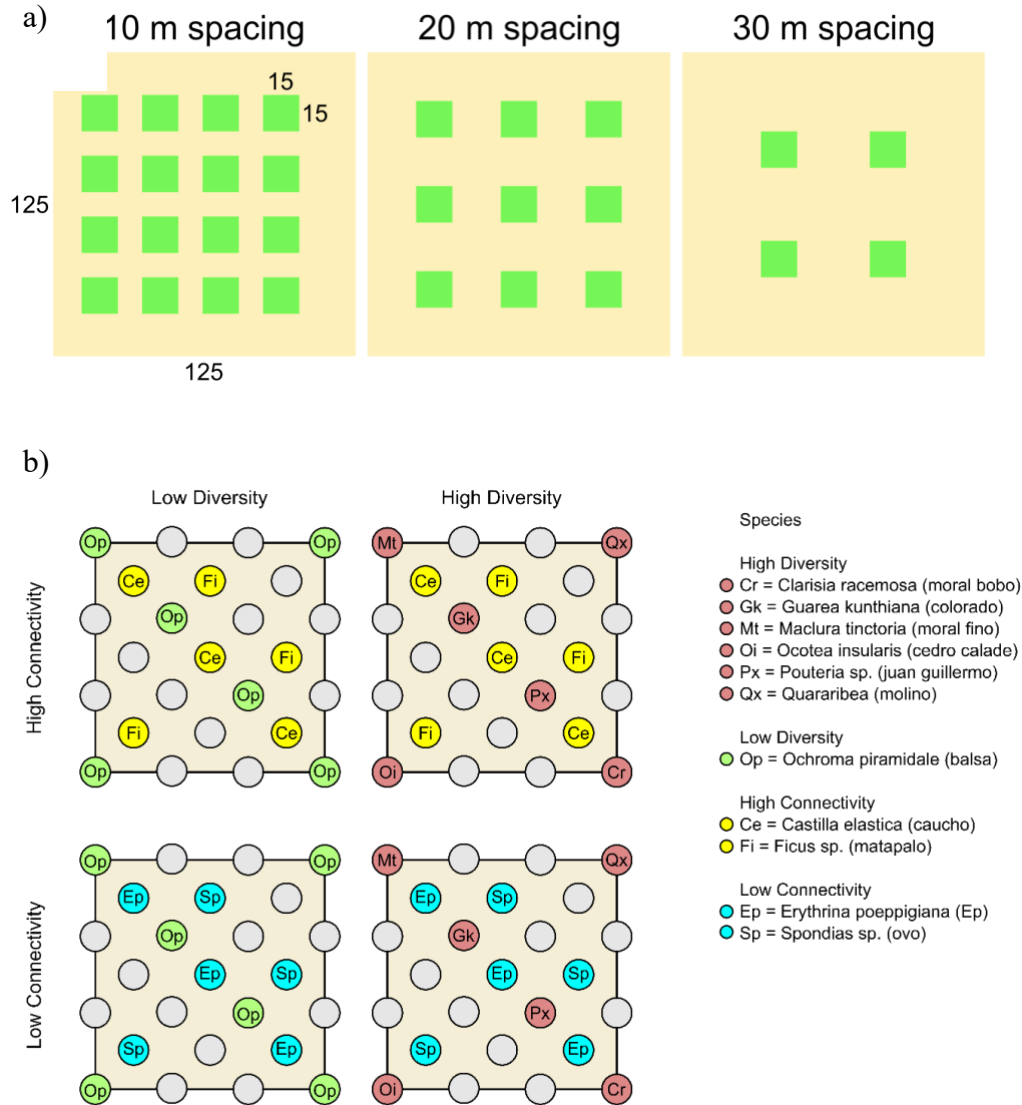 a)
10 m spacing
20 m spacing
30 m spacing
15
15
125
125
b)
Low Diversity
High Diversity
High Connectivity
Op
Op
Ce
Fi
Op
Ce
Fi
Op
Fi
Ce
Op
Op
Mt
Qx
Ce
Fi
Gk
Ce
Fi
Px
Fi
Ce
Oi
Cr
Low Connectivity
Op
Op
Ep
Sp
Op
Ep
Sp
Op
Sp
Ep
Op
Op
Mt
Qx
Ep
Sp
Gk
Ep
Sp
Px
Sp
Ep
Oi
Cr
Species
High Diversity
Cr = Clarisia racemosa (moral bobo)
Gk = Guarea kunthiana (colorado)
Mt = Maclura tinctoria (moral fino)
Oi = Ocotea insularis (cedro calade)
Px = Pouteria sp. (juan guillermo)
Qx = Quararibea (molino)
Low Diversity
Op = Ochroma piramidale (balsa)
High Connectivity
Ce = Castilla elastica (caucho)
Fi = Ficus sp. (matapalo)
Low Connectivity
Ep = Erythrina poeppigiana (Ep)
Sp = Spondias sp. (ovo)